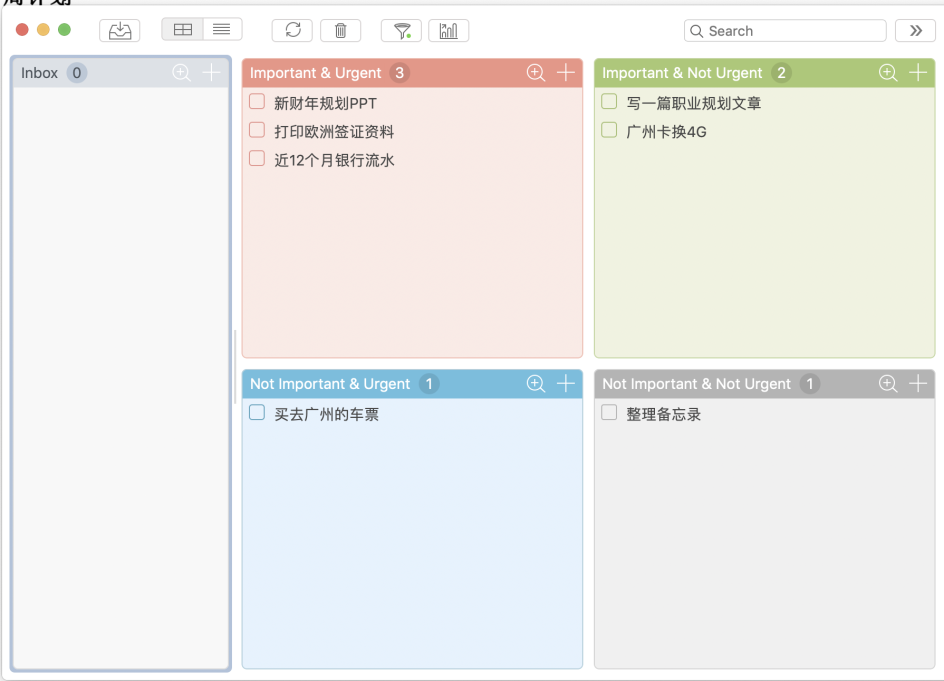 周计划
Search
Inbox 0
Important & Urgent 3
新财年规划PPT
打印欧洲签证资料
近12个月银行流水
Important & Not Urgent 2
写一篇职业规划文章
广州卡换4G
Not Important & Urgent 1
买去广州的车票
Not Important & Not Urgent 1
整理备忘录